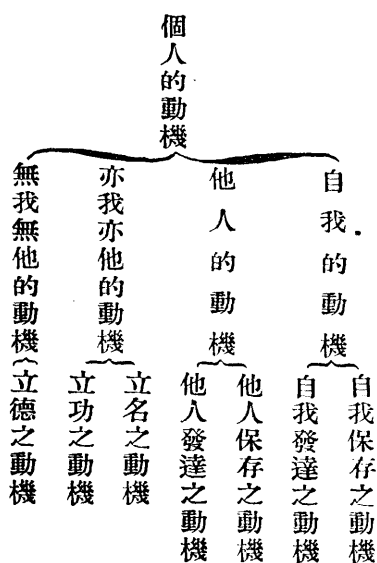 個人的動機
自我的動機
自我保存之動機
自我發達之動機
他人的動機
他人保存之動機
他人發達之動機
亦我亦他的動機
立名之動機
立功之動機
無我無他的動機
立德之動機